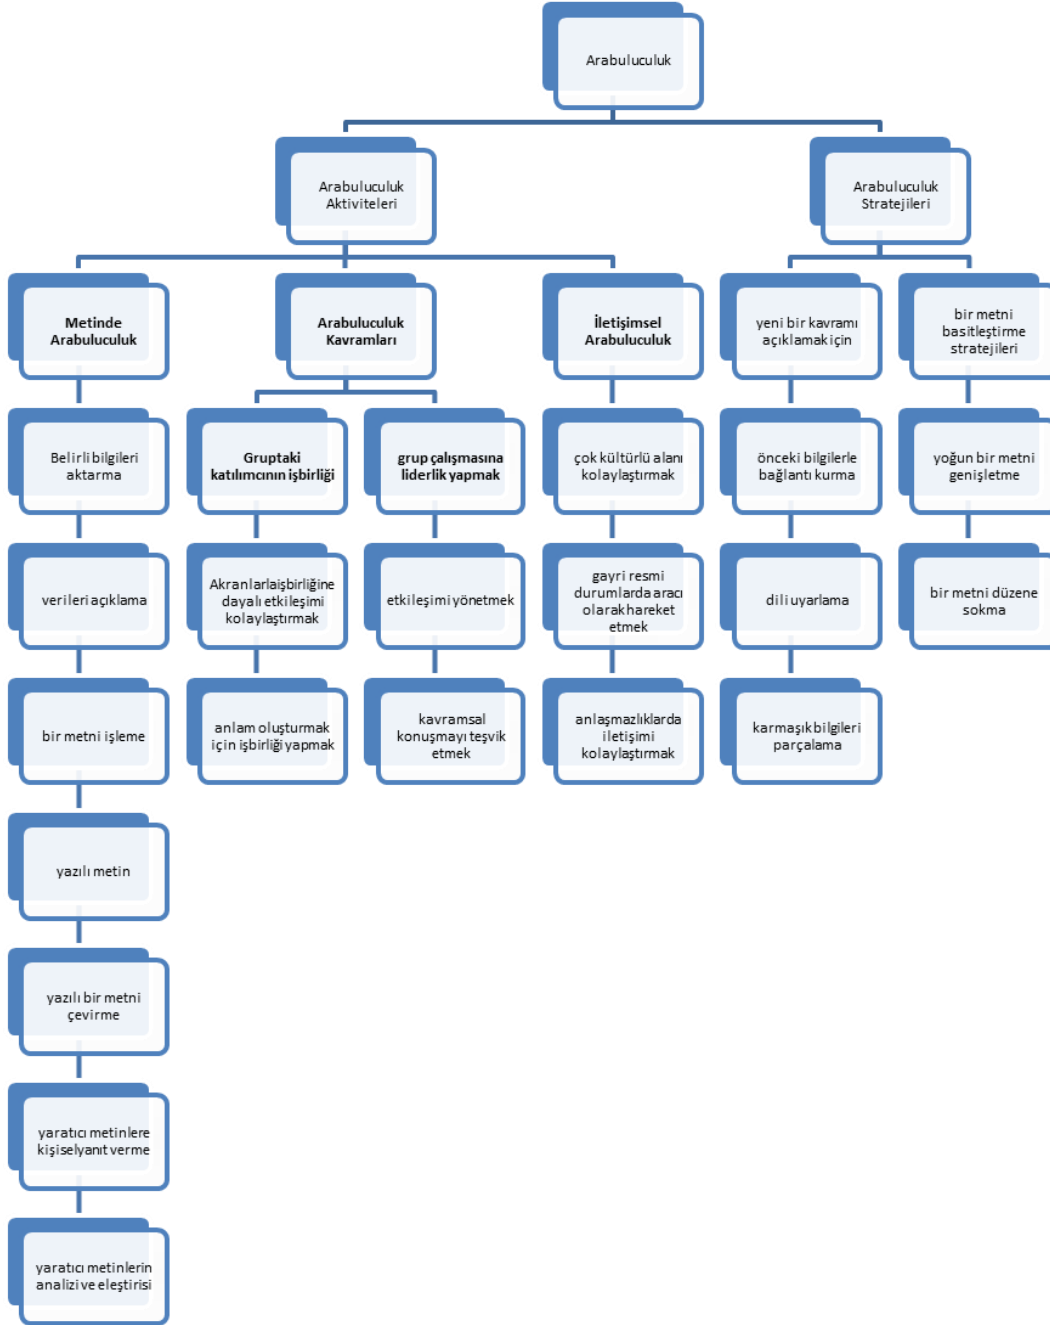 Arabuluculuk
Arabuluculuk
Aktiviteleri
Arabuluculuk
Stratejileri
Metinde
Arabuluculuk
Arabuluculuk
Kavramları
İletişimsel
Arabuluculuk
yeni bir kavramı
açıklamak için
bir metni
basitleştirme
stratejileri
Belirli bilgileri
aktarma
Gruptaki
katılımcının işbirliği
grup çalışmasına
liderlik yapmak
çok kültürlü alanı
kolaylaştırmak
önceki bilgilerle
bağlantı kurma
yoğun bir metni
genişletme
verileri açıklama
Akranlarlaişbirliğine
dayalı etkileşimi
kolaylaştırmak
etkileşimi yönetmek
gayri resmi
durumlarda aracı
olarak hareket
etmek
dili uyarlama
bir metni düzene
sokma
bir metni işleme
anlam oluşturmak
için işbirliği yapmak
kavramsal
konuşmayı teşvik
etmek
anlaşmazlıklarda
iletişimi
kolaylaştırmak
karmaşık bilgileri
parçalama
yazılı metin
yazılı bir metni
çevirme
yaratıcı metinlere
kişiselyanıt verme
yaratıcı metinlerin
analizi ve eleştirisi